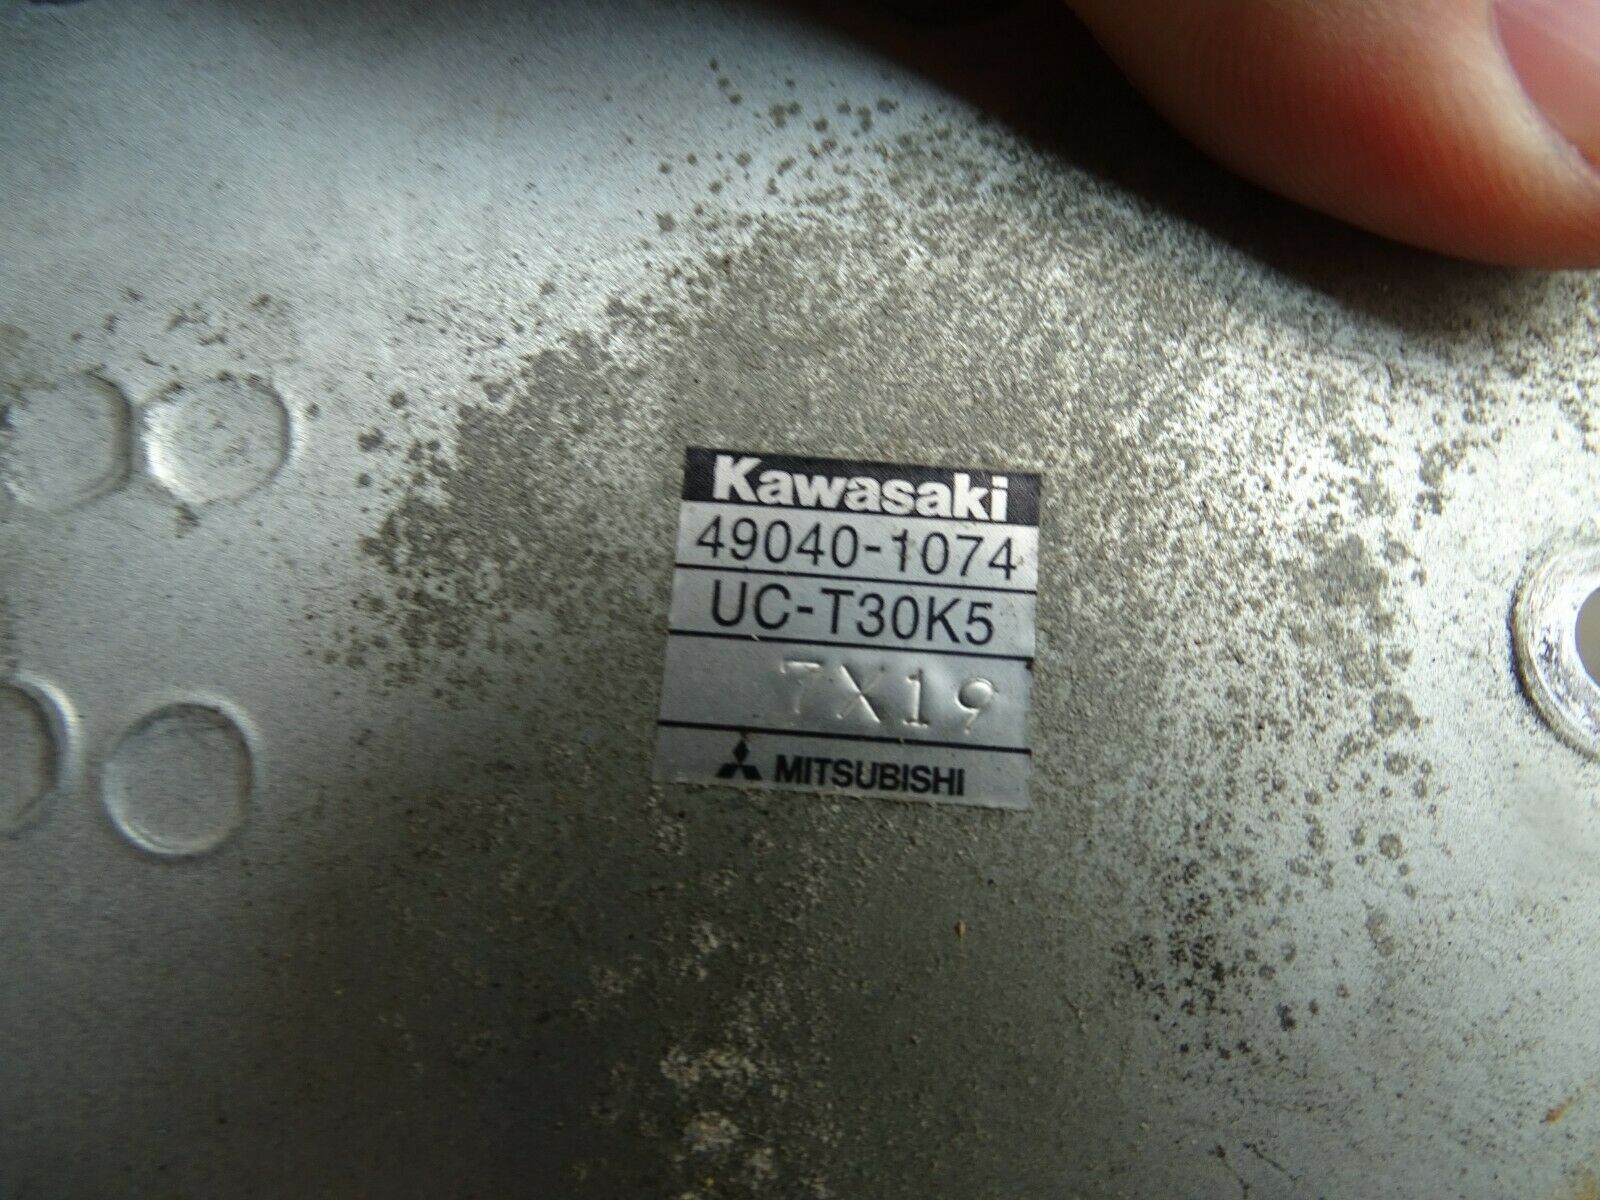 Kawasaki
49040-1074
UC-T30K5
7X19
MITSUBISHI